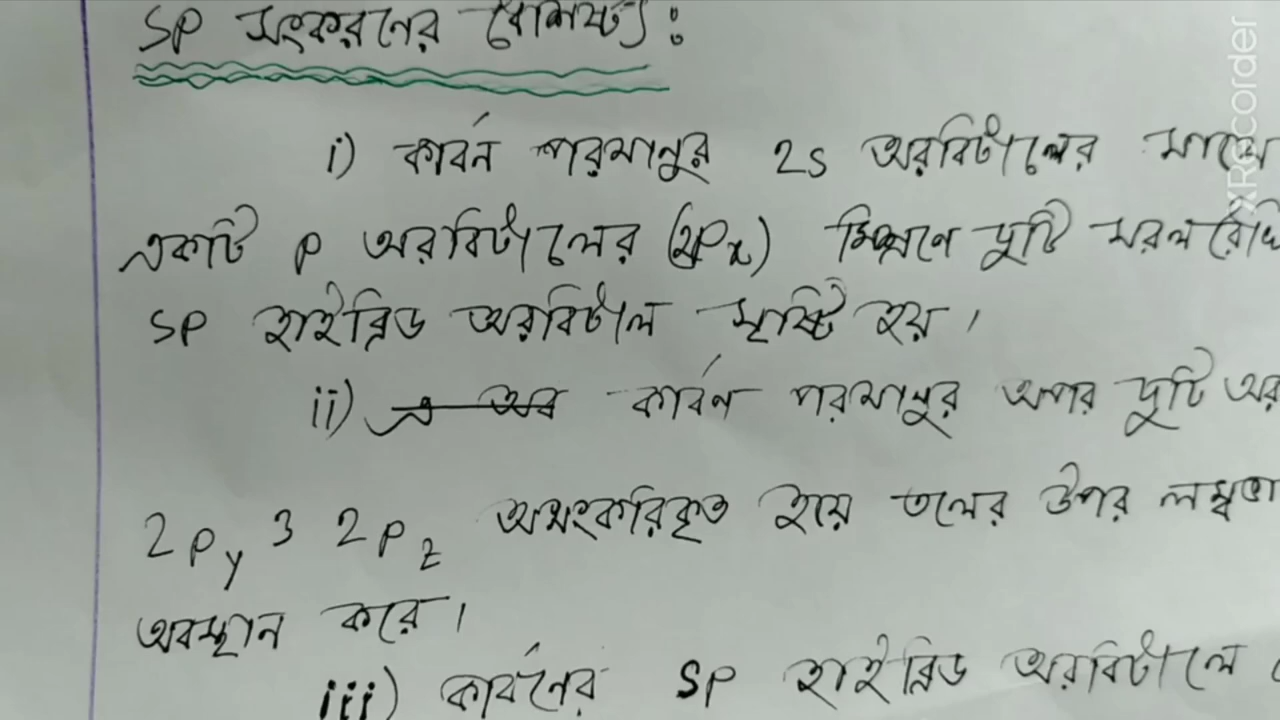 SP সংকরনের বৈশিষ্ট্য :
i) কার্বন পরমানুর 2s অরবিটালের সাথে
একটি P অরবিটালের (2Px) মিশ্রনে দুটি সরলরৈখি
SP হাইব্রিড অরবিটাল সৃষ্টি হয়।
ii) কার্বন পরমানুর অপর দুটি অর
2Py ও 2Pz অসংকরিকৃত হয়ে তলের উপর লম্বভা
অবস্থান করে।
iii) কার্বনের SP হাইব্রিড অরবিটালে
XRecorder